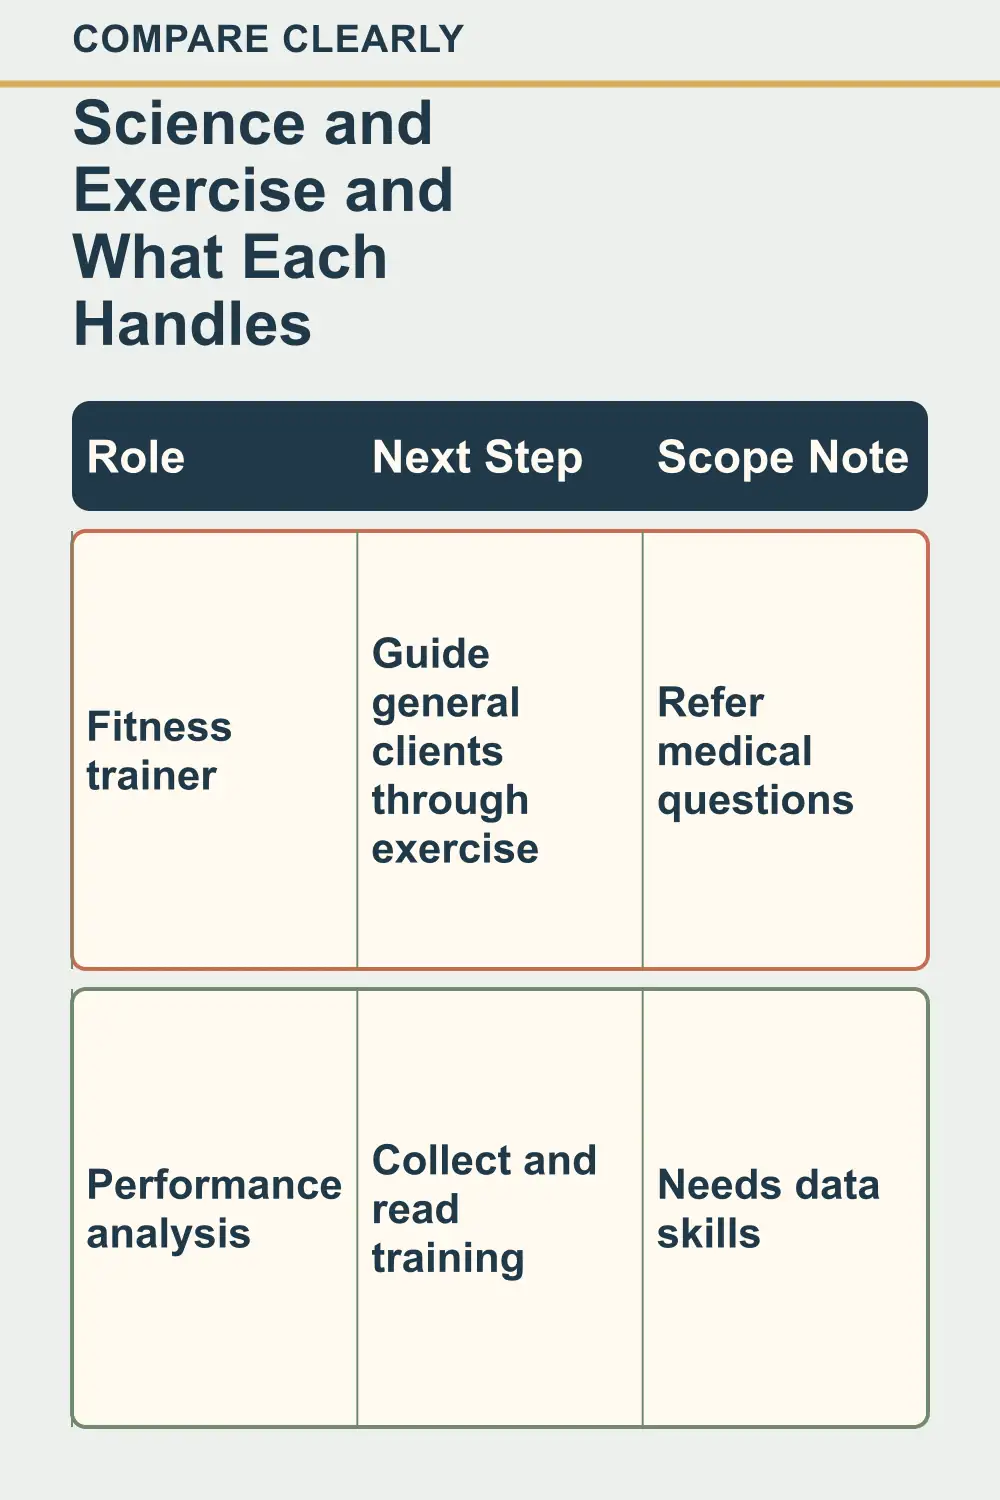 COMPARE CLEARLY
Science and
Exercise and
What Each
Handles
Role
Next Step
Scope Note
Fitness
trainer
Guide
general
clients
through
exercise
Refer
medical
questions
Performance
analysis
Collect and
read
training
Needs data
skills